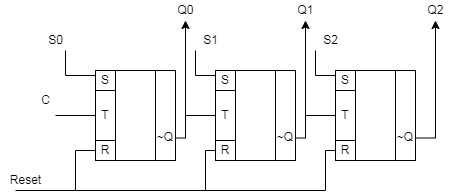 Q0 Q1 Q2
S0 S1 S2
S S S
C T T T
~Q ~Q ~Q
R R R
Reset